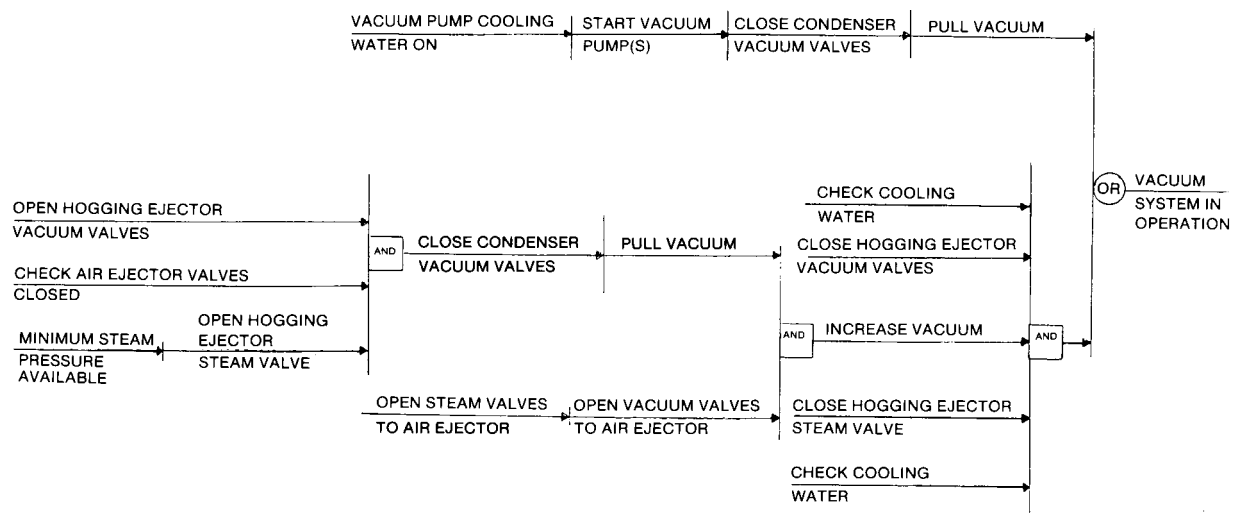 VACUUM PUMP COOLING
WATER ON
START VACUUM
PUMP(S)
CLOSE CONDENSER
VACUUM VALVES
PULL VACUUM
OR
VACUUM
SYSTEM IN
OPERATION
OPEN HOGGING EJECTOR
VACUUM VALVES
CHECK AIR EJECTOR VALVES
CLOSED
MINIMUM STEAM
PRESSURE
AVAILABLE
OPEN HOGGING
EJECTOR
STEAM VALVE
AND
CLOSE CONDENSER
VACUUM VALVES
PULL VACUUM
OPEN STEAM VALVES
TO AIR EJECTOR
OPEN VACUUM VALVES
TO AIR EJECTOR
AND
CHECK COOLING
WATER
CLOSE HOGGING EJECTOR
VACUUM VALVES
INCREASE VACUUM
CLOSE HOGGING EJECTOR
STEAM VALVE
CHECK COOLING
WATER
AND